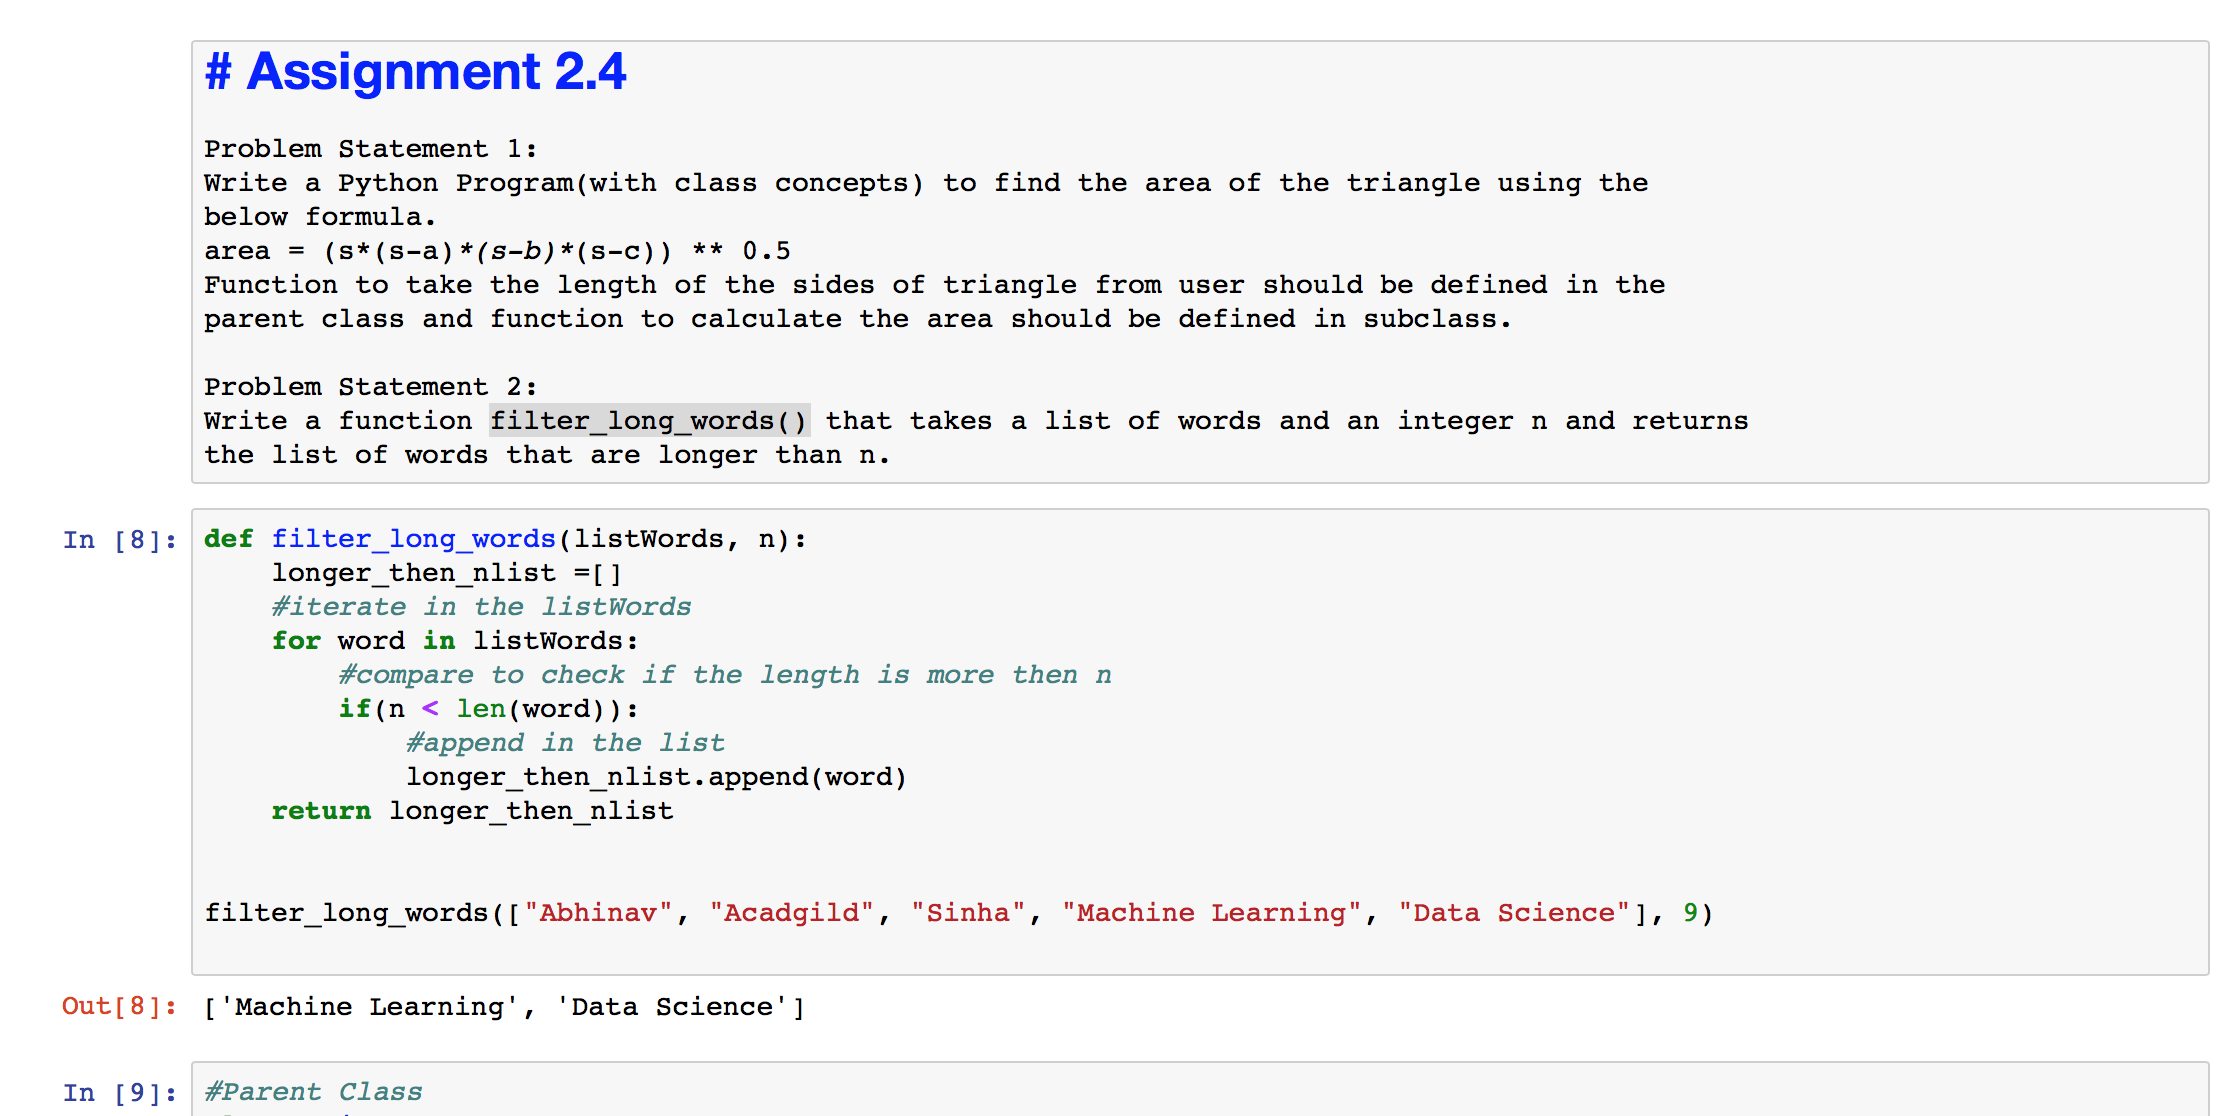 # Assignment 2.4
Problem Statement 1:
Write a Python Program(with class concepts) to find the area of the triangle using the
below formula.
area = (s*(s-a)*(s-b)*(s-c)) ** 0.5
Function to take the length of the sides of triangle from user should be defined in the
parent class and function to calculate the area should be defined in subclass.
Problem Statement 2:
Write a function filter_long_words() that takes a list of words and an integer n and returns
the list of words that are longer than n.
In [8]: def filter_long_words(listWords, n):
    longer_then_nlist =[]
    #iterate in the listWords
    for word in listWords:
        #compare to check if the length is more then n
        if(n < len(word)):
            #append in the list
            longer_then_nlist.append(word)
    return longer_then_nlist
filter_long_words(["Abhinav", "Acadgild", "Sinha", "Machine Learning", "Data Science"], 9)
Out[8]: ['Machine Learning', 'Data Science']
In [9]: #Parent Class